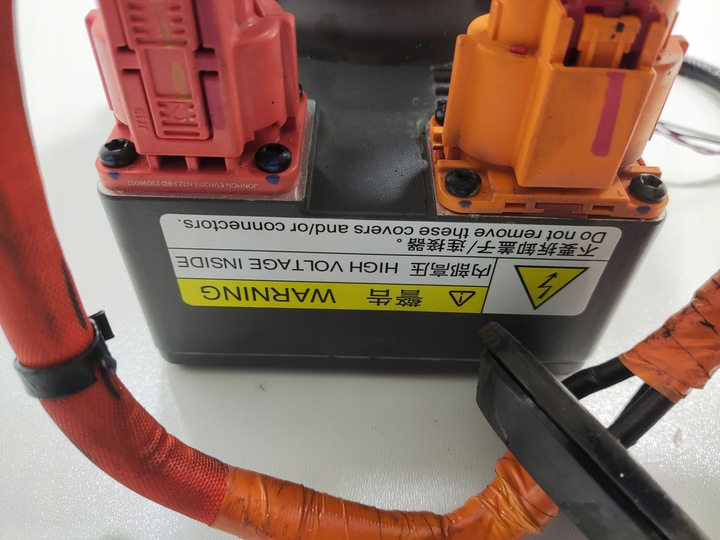 警告 WARNING
内部高压 HIGH VOLTAGE INSIDE
不要拆卸盖子/连接器。
Do not remove these covers and/or connectors.